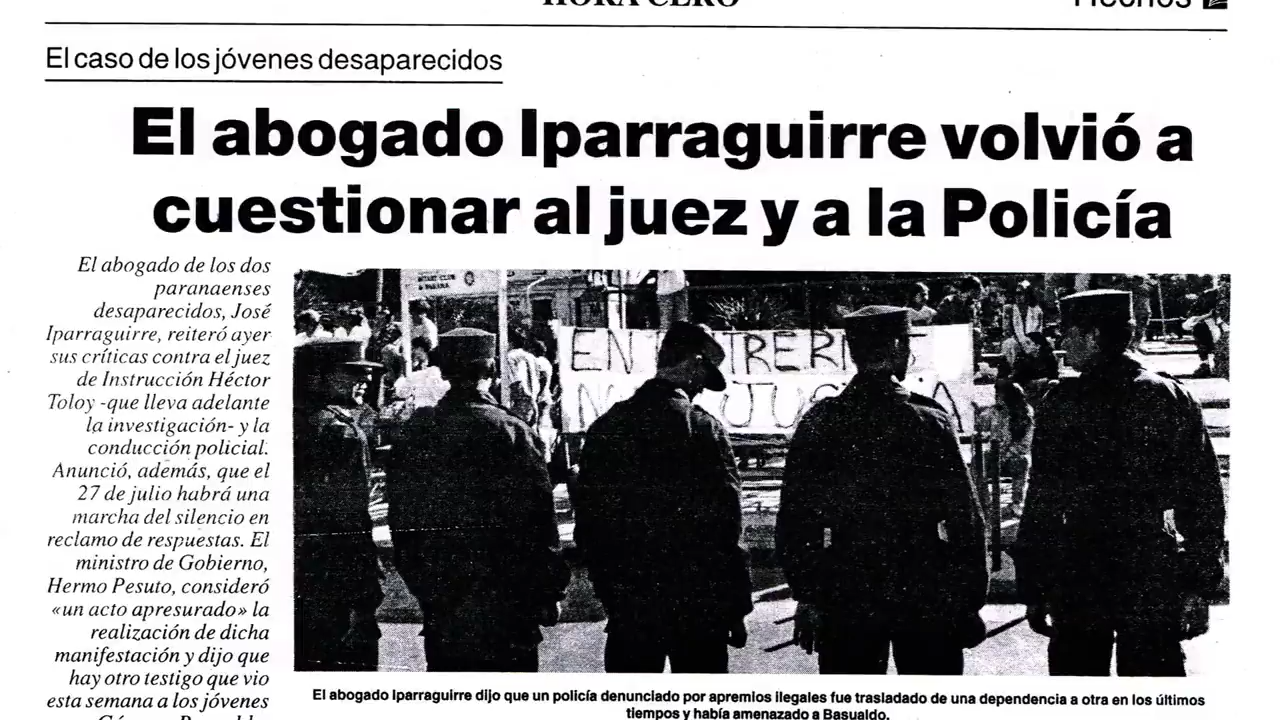 HORA CERO
Hechos
El caso de los jóvenes desaparecidos
El abogado Iparraguirre volvió a
cuestionar al juez y a la Policía
El abogado de los dos
paranaenses
desaparecidos, José
Iparraguirre, reiteró ayer
sus críticas contra el juez
de Instrucción Héctor
Toloy -que lleva adelante
la investigación- y la
conducción policial.
Anunció, además, que el
27 de julio habrá una
marcha del silencio en
reclamo de respuestas. El
ministro de Gobierno,
Hermo Pesuto, consideró
«un acto apresurado» la
realización de dicha
manifestación y dijo que
hay otro testigo que vio
esta semana a los jóvenes
EN
El abogado Iparraguirre dijo que un policía denunciado por apremios ilegales fue trasladado de una dependencia a otra en los últimos
tiempos y había amenazado a Basualdo.